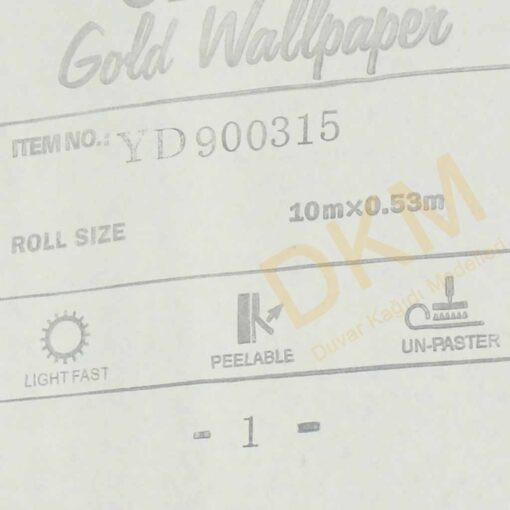 Gold Wallpaper
ITEM NO.: YD900315
ROLL SIZE 10m×0.53m
LIGHT FAST PEELABLE UN-PASTER
- 1 -
DKM
Duvar Kağıdı Modelleri